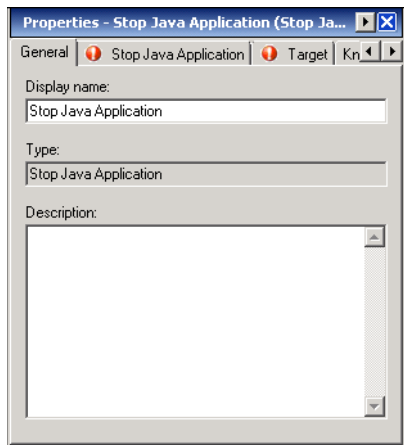 Properties - Stop Java Application (Stop Ja...
General Stop Java Application Target Kn
Display name:
Stop Java Application
Type:
Stop Java Application
Description: